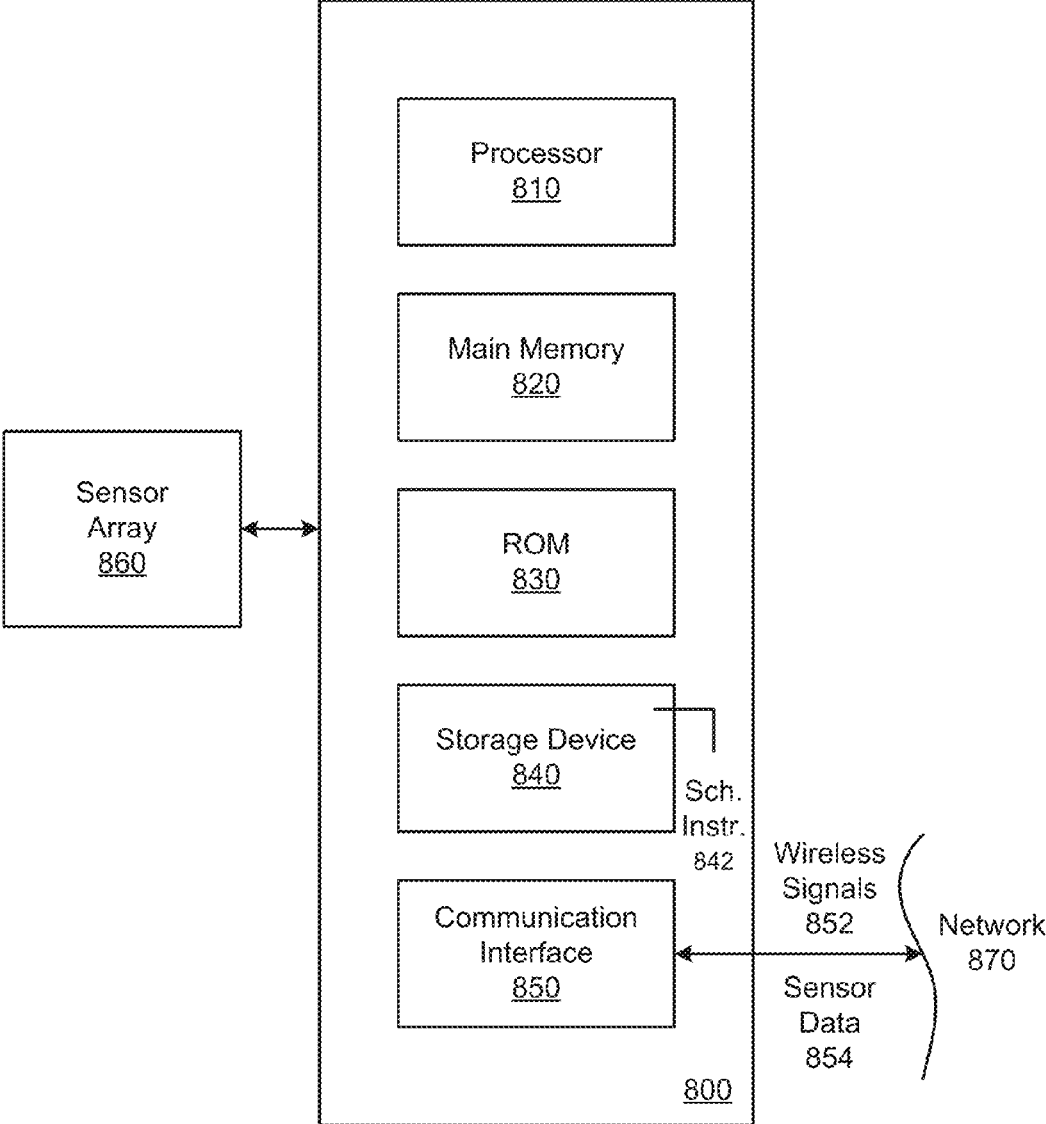 Processor
810
Main Memory
820
Sensor
Array
860
ROM
830
Storage Device
840
Sch.
Instr.
842
Communication
Interface
850
Wireless
Signals
852
Sensor
Data
854
Network
870
800